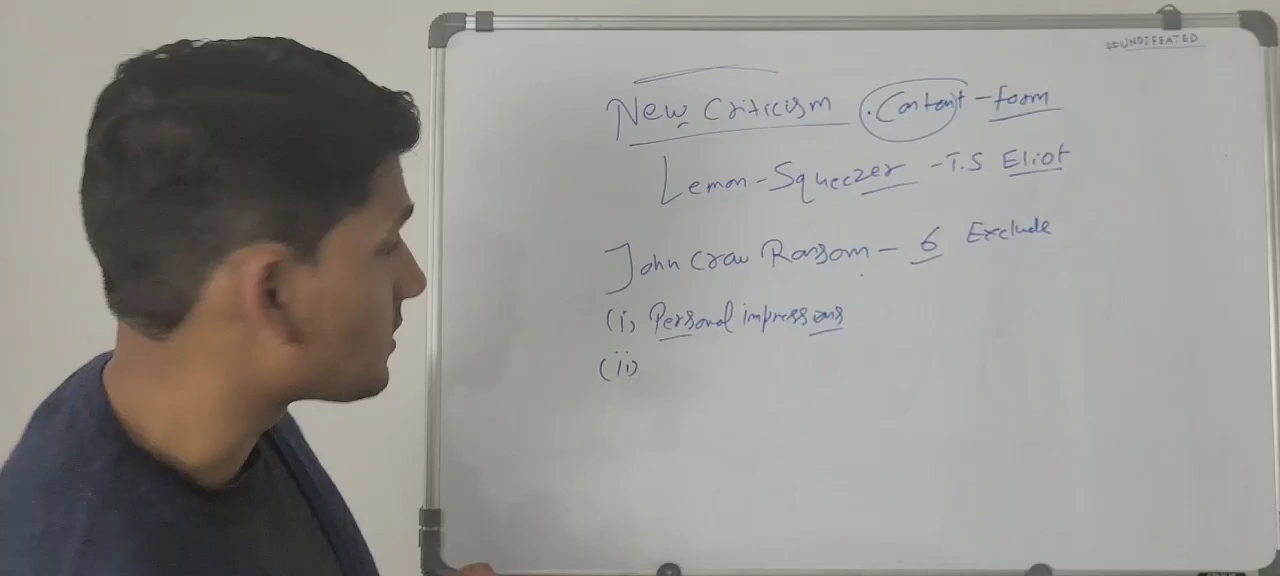 #UNDEFEATED
New Criticism .Content - form
Lemon - Squeezer - T.S Eliot
John Crow Ransom - 6 Exclude
(i) Personal impressions
(ii)